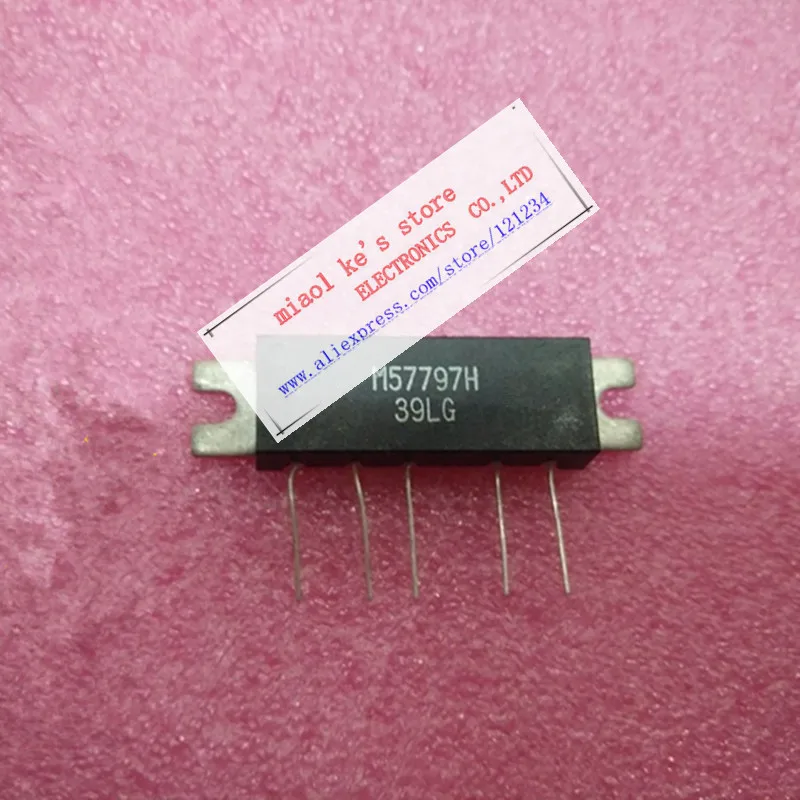 miaol ke's store
ELECTRONICS CO.,LTD
www.aliexpress.com/store/121234
M57797H
39LG